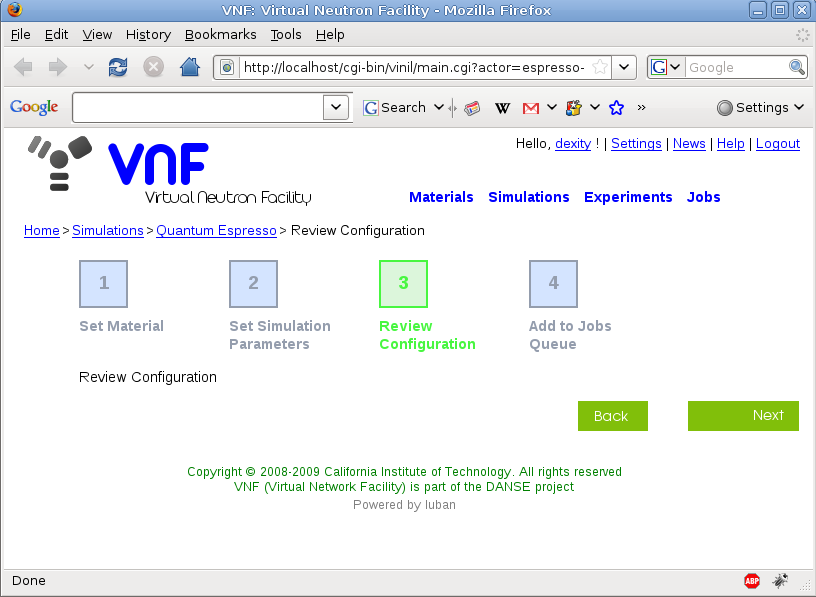 VNF: Virtual Neutron Facility - Mozilla Firefox
File Edit View History Bookmarks Tools Help
http://localhost/cgi-bin/vinil/main.cgi?actor=espresso-
G Google
Google G Search W M » Settings
Hello, dexity ! | Settings | News | Help | Logout
VNF
Virtual Neutron Facility
Materials Simulations Experiments Jobs
Home > Simulations > Quantum Espresso > Review Configuration
1 2 3 4
Set Material Set Simulation Review Add to Jobs
Parameters Configuration Queue
Review Configuration
Back Next
Copyright © 2008-2009 California Institute of Technology. All rights reserved
VNF (Virtual Network Facility) is part of the DANSE project
Powered by luban
Done ABP